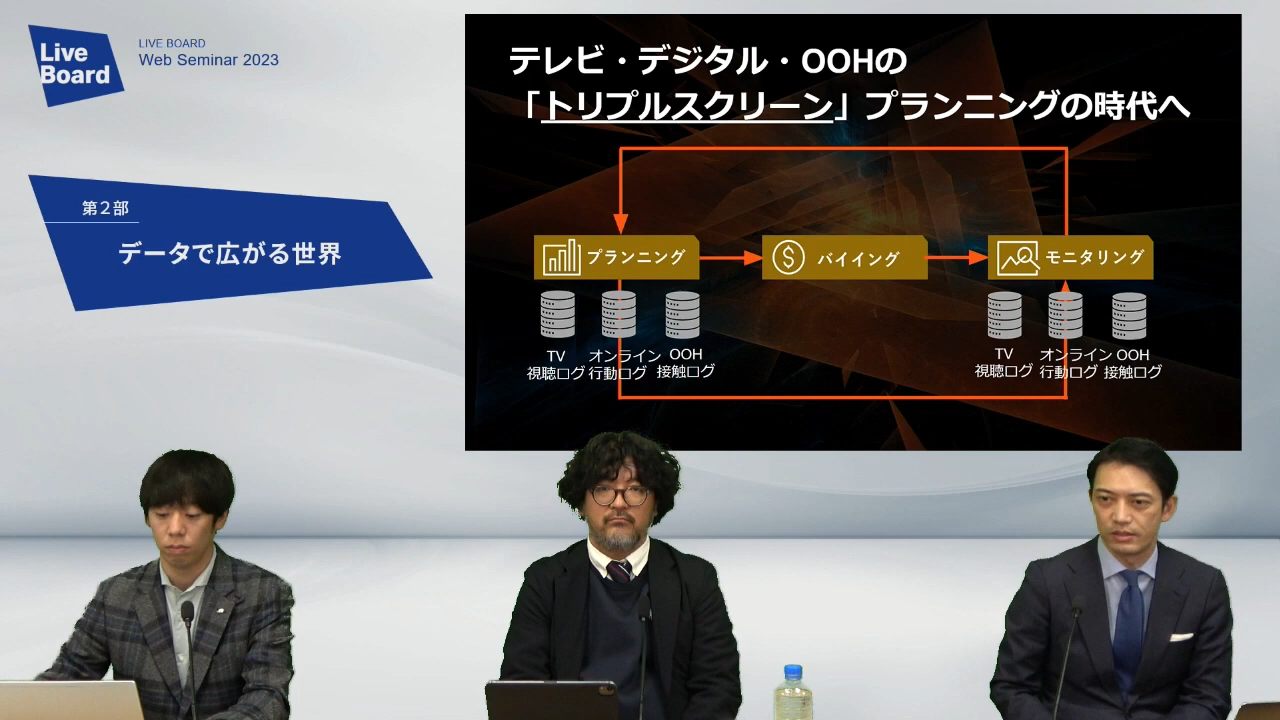 Live
Board
LIVE BOARD
Web Seminar 2023
第２部
データで広がる世界
テレビ・デジタル・OOHの
「トリプルスクリーン」プランニングの時代へ
プランニング
バイイング
モニタリング
TV
視聴ログ
オンライン
行動ログ
OOH
接触ログ
TV
視聴ログ
オンライン
行動ログ
OOH
接触ログ